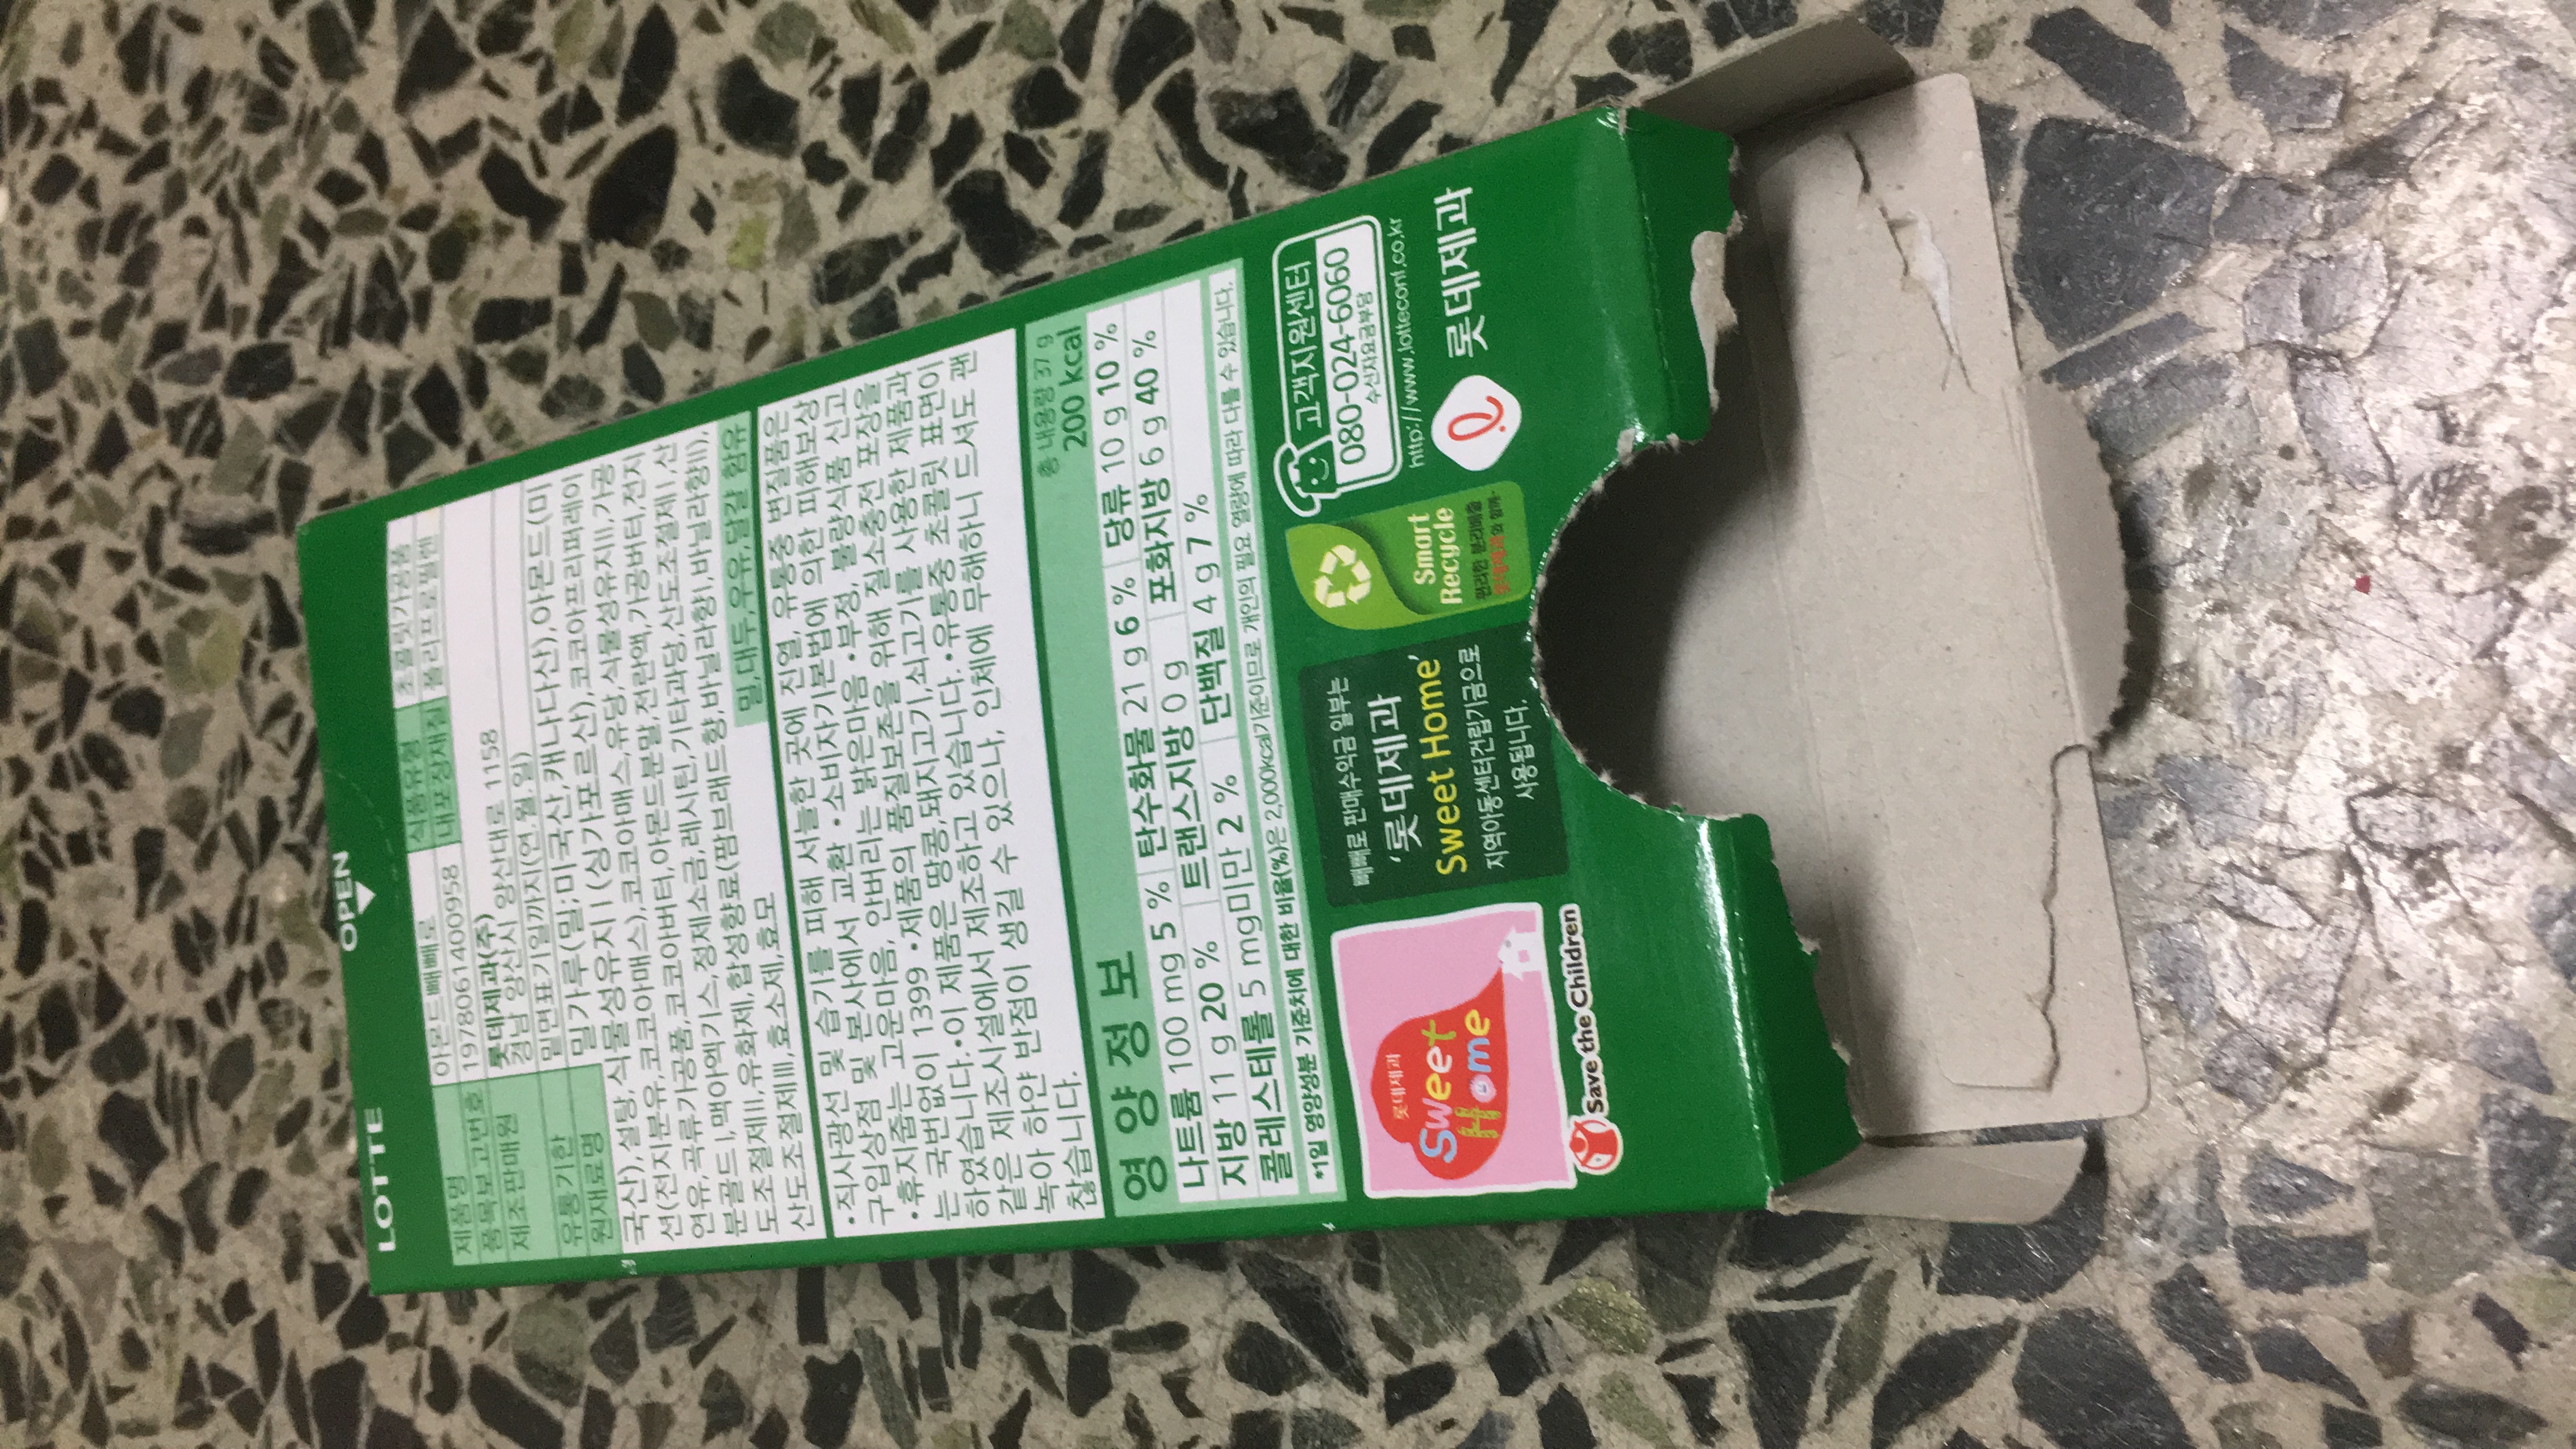 LOTTE
OPEN
제품명 아몬드빼빼로 식품유형 초콜릿가공품
품목보고번호 1978061400958 내포장재질 폴리프로필렌
제조판매원 롯데제과(주)
경남 양산시 양산대로 1158
유통기한 밑면표기일까지(연.월.일)
원재료명 밀가루(밀;미국산,캐나다산),아몬드(미
국산),설탕,식물성유지Ⅰ(싱가포르산),코코아프리퍼레이
션(전지분유,코코아매스),코코아매스,유당,식물성유지Ⅱ,가공
연유,곡류가공품,코코아버터,아몬드분말,전란액,가공버터,전지
분골드Ⅰ,맥아엑기스,정제소금,레시틴,기타과당,산도조절제Ⅰ,산
도조절제Ⅱ,유화제,합성향료(팜브래드향,바닐라향Ⅰ,바닐라향Ⅱ),
산도조절제Ⅲ,효소제,효모
밀,대두,우유,달걀 함유
•직사광선 및 습기를 피해 서늘한 곳에 진열, 유통중 변질품은
구입상점 및 본사에서 교환 •소비자기본법에 의한 피해보상
•휴지줍는 고운마음, 안버리는 밝은마음 •부정, 불량식품 신고
는 국번없이 1399 •제품의 품질보존을 위해 질소충전 포장을
하였습니다.•이 제품은 땅콩,돼지고기,쇠고기를 사용한 제품과
같은 제조시설에서 제조하고 있습니다.•유통중 초콜릿 표면이
녹아 하얀 반점이 생길 수 있으나, 인체에 무해하니 드셔도 괜
찮습니다.
영양정보
총 내용량 37 g
200 kcal
나트륨 100 mg 5 % 탄수화물 21 g 6 % 당류 10 g 10 %
지방 11 g 20 % 트랜스지방 0 g 포화지방 6 g 40 %
콜레스테롤 5 mg미만 2 % 단백질 4 g 7 %
*1일 영양성분 기준치에 대한 비율(%)은 2,000kcal기준이므로 개인의 필요 열량에 따라 다를 수 있습니다.
롯데제과
Sweet
Home
Save the Children
빼빼로 판매수익금 일부는
'롯데제과
Sweet Home'
지역아동센터건립기금으로
사용됩니다.
Smart
Recycle
편리한 분리배출
롯데제과와 함께~
고객지원센터
080-024-6060
수신자요금부담
http://www.lotteconf.co.kr
롯데제과